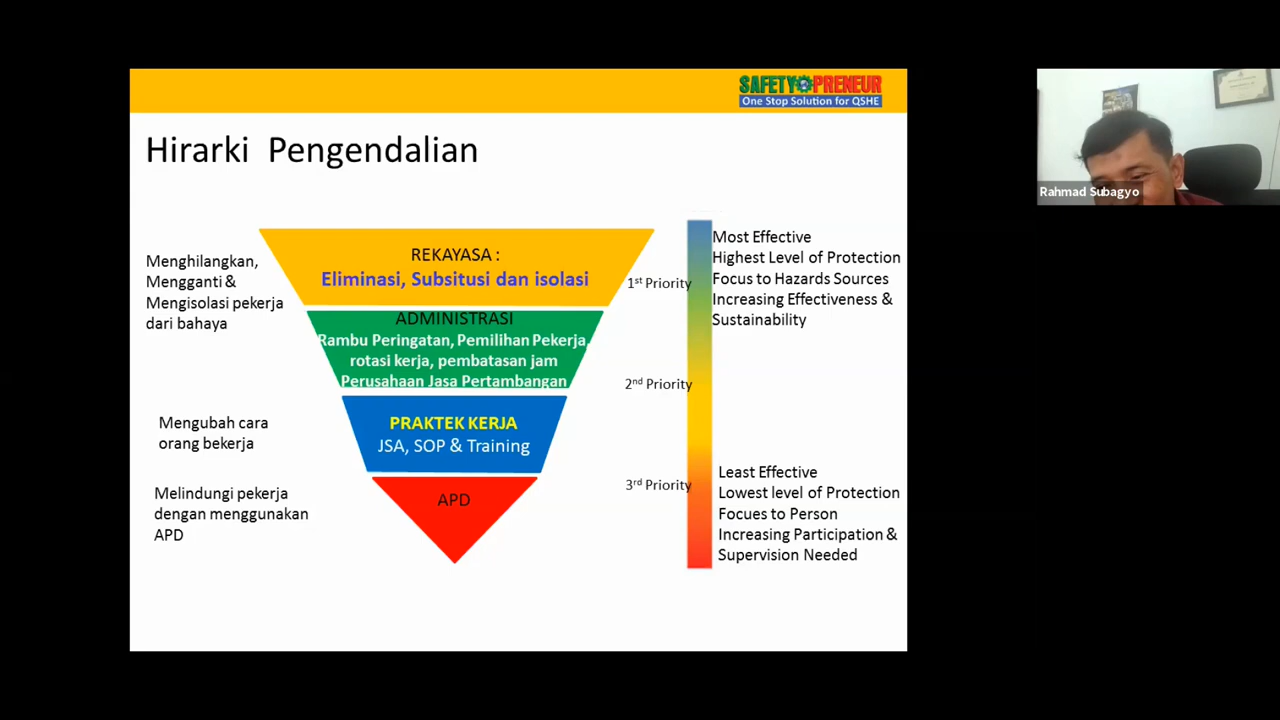 SAFETY PRENEUR
One Stop Solution for QSHE
Hirarki Pengendalian
Menghilangkan,
Mengganti &
Mengisolasi pekerja
dari bahaya
REKAYASA :
Eliminasi, Subsitusi dan isolasi
ADMINISTRASI
Rambu Peringatan, Pemilihan Pekerja,
rotasi kerja, pembatasan jam
Perusahaan Jasa Pertambangan
Mengubah cara
orang bekerja
PRAKTEK KERJA
JSA, SOP & Training
Melindungi pekerja
dengan menggunakan
APD
APD
1st Priority
2nd Priority
3rd Priority
Most Effective
Highest Level of Protection
Focus to Hazards Sources
Increasing Effectiveness &
Sustainability
Least Effective
Lowest level of Protection
Focues to Person
Increasing Participation &
Supervision Needed
Rahmad Subagyo